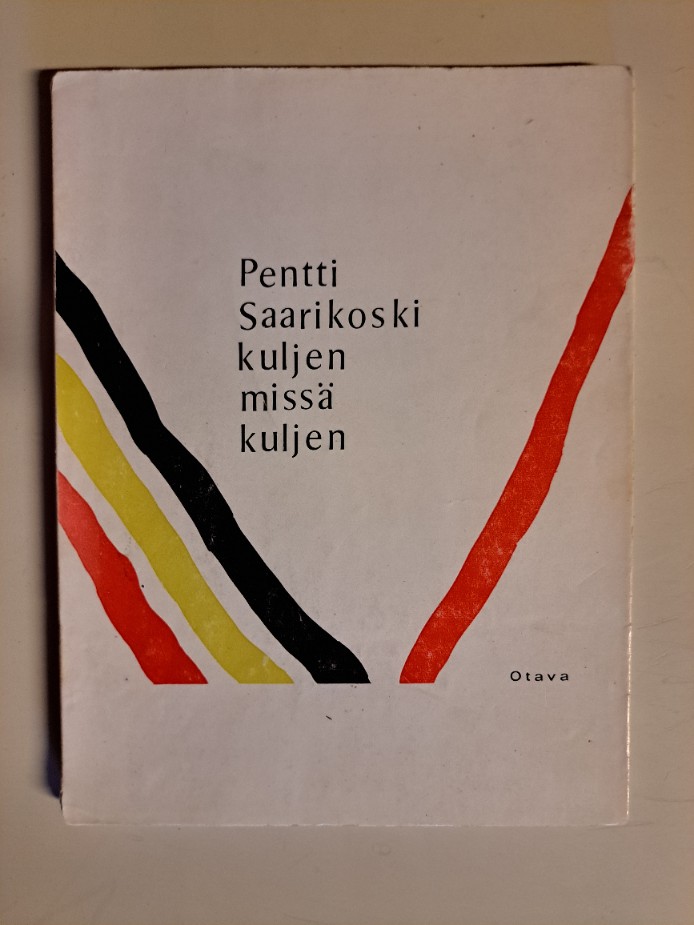 Pentti
Saarikoski
kuljen
missä
kuljen
Otava